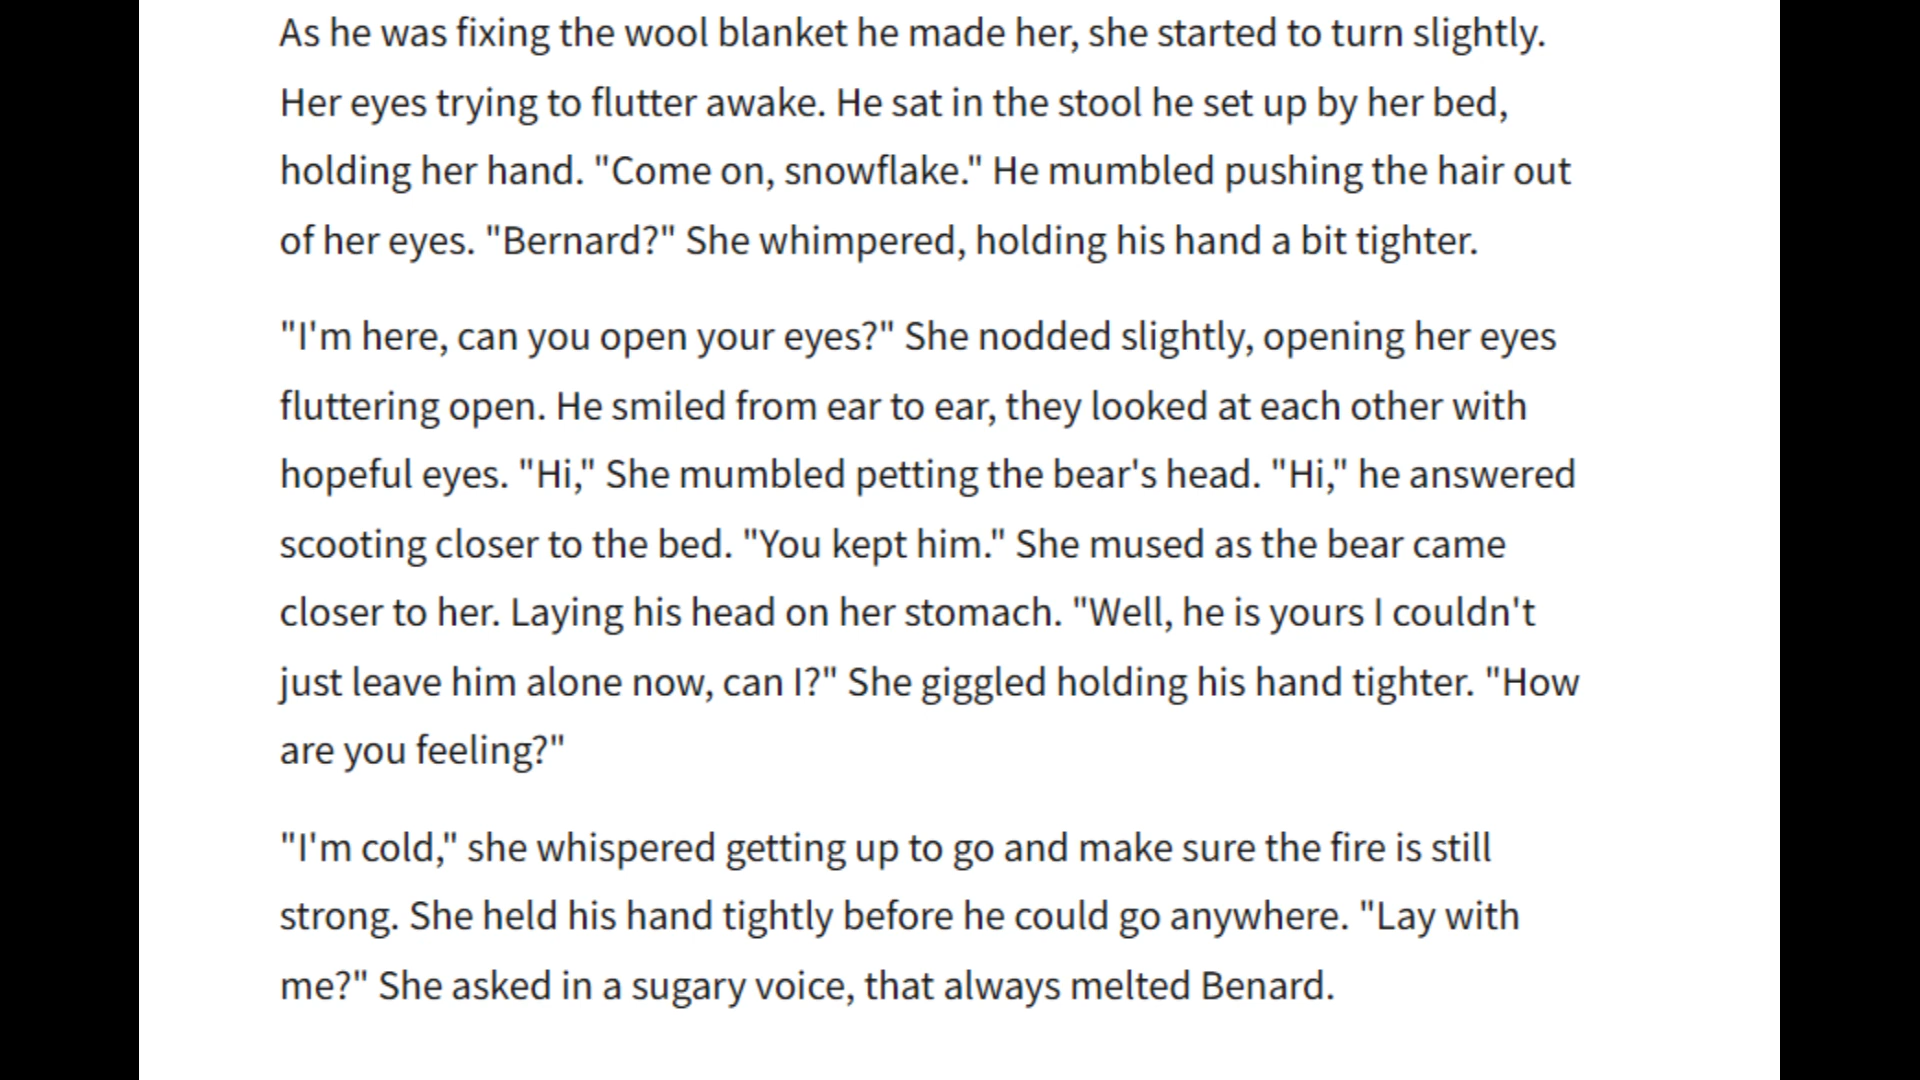 As he was fixing the wool blanket he made her, she started to turn slightly.
Her eyes trying to flutter awake. He sat in the stool he set up by her bed,
holding her hand. "Come on, snowflake." He mumbled pushing the hair out
of her eyes. "Bernard?" She whimpered, holding his hand a bit tighter.
"I'm here, can you open your eyes?" She nodded slightly, opening her eyes
fluttering open. He smiled from ear to ear, they looked at each other with
hopeful eyes. "Hi," She mumbled petting the bear's head. "Hi," he answered
scooting closer to the bed. "You kept him." She mused as the bear came
closer to her. Laying his head on her stomach. "Well, he is yours I couldn't
just leave him alone now, can I?" She giggled holding his hand tighter. "How
are you feeling?"
"I'm cold," she whispered getting up to go and make sure the fire is still
strong. She held his hand tightly before he could go anywhere. "Lay with
me?" She asked in a sugary voice, that always melted Benard.